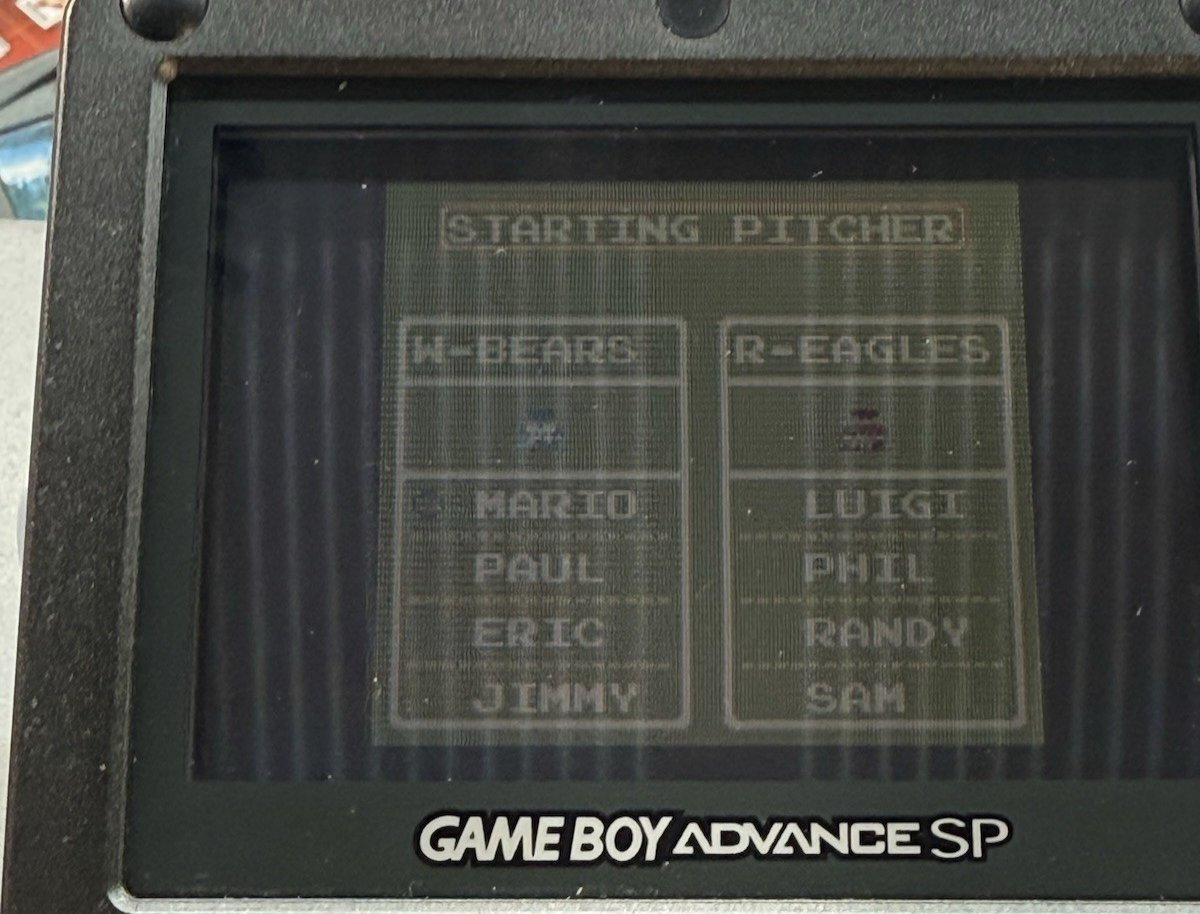 STARTING PITCHER
W-BEARS
MARIO
PAUL
ERIC
JIMMY
R-EAGLES
LUIGI
PHIL
RANDY
SAM
GAME BOY ADVANCE SP